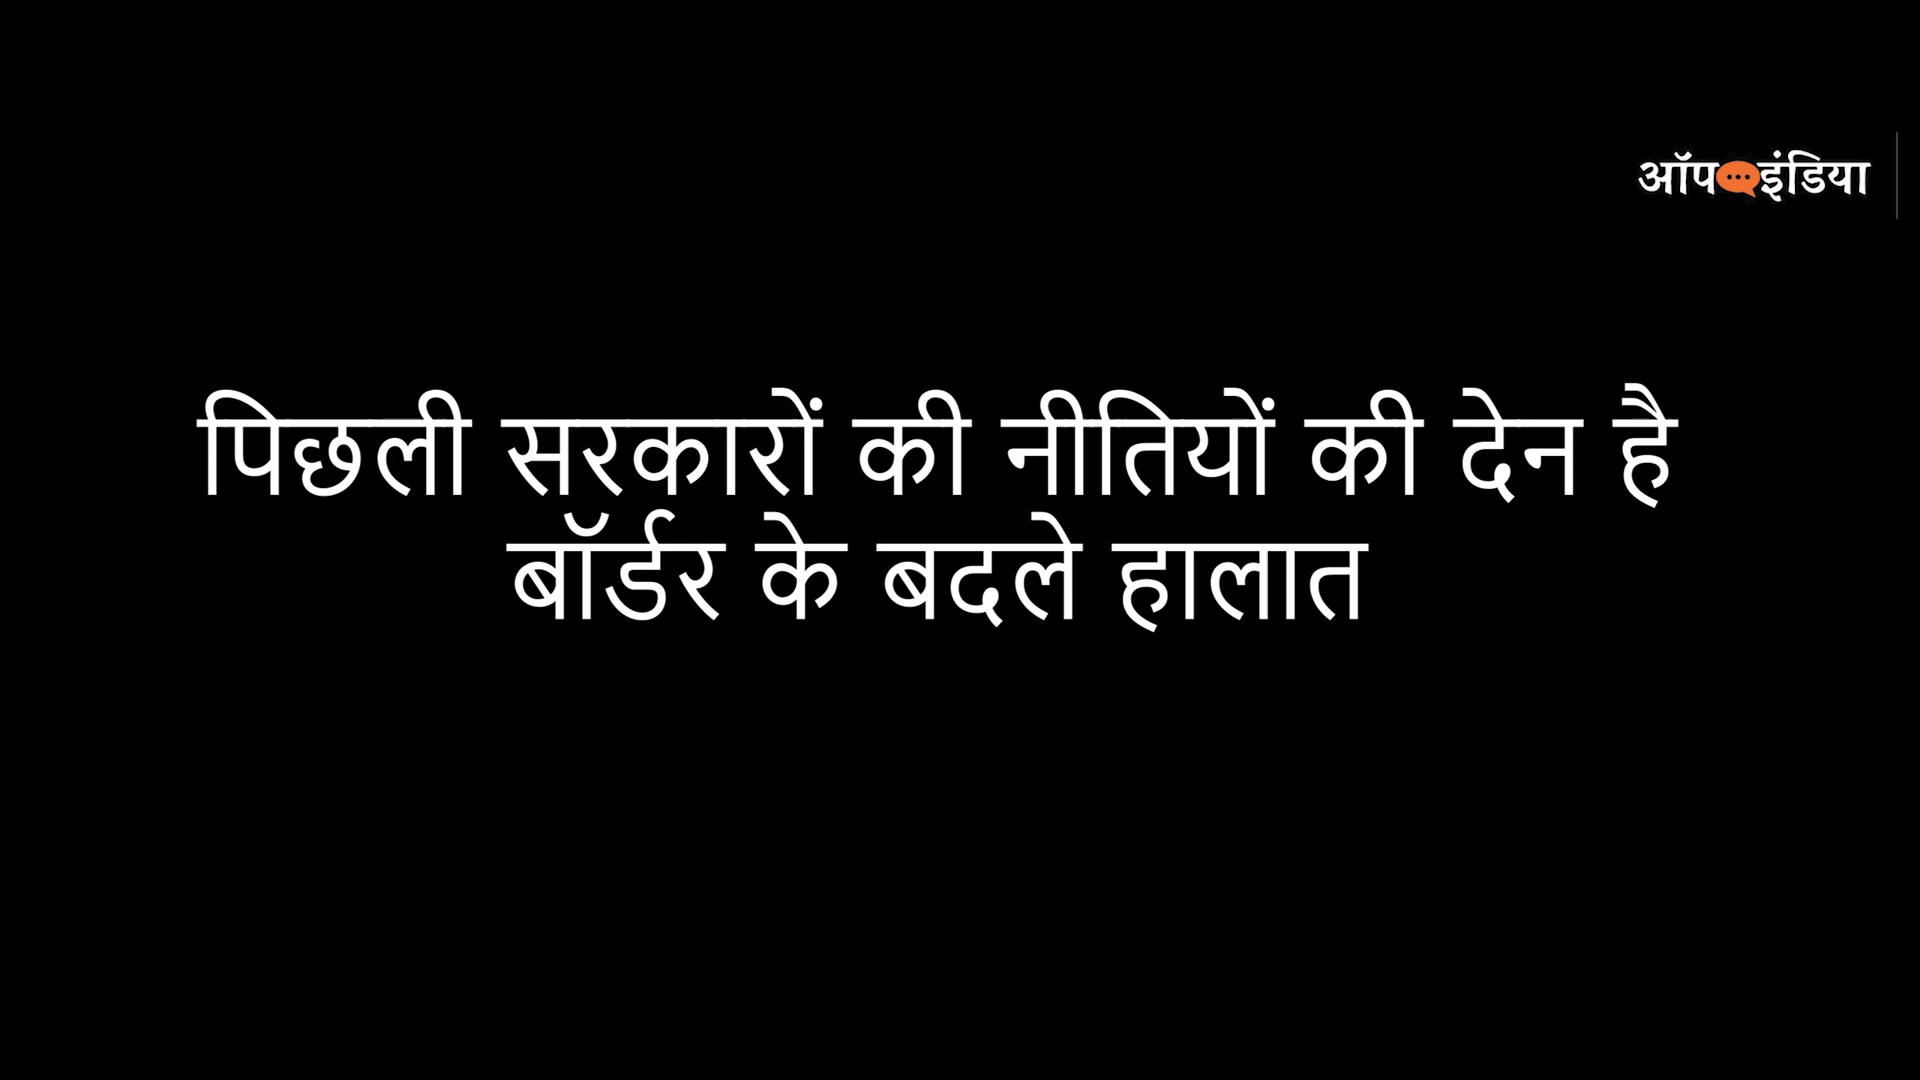 ऑपइंडिया
पिछली सरकारों की नीतियों की देन है
बॉर्डर के बदले हालात